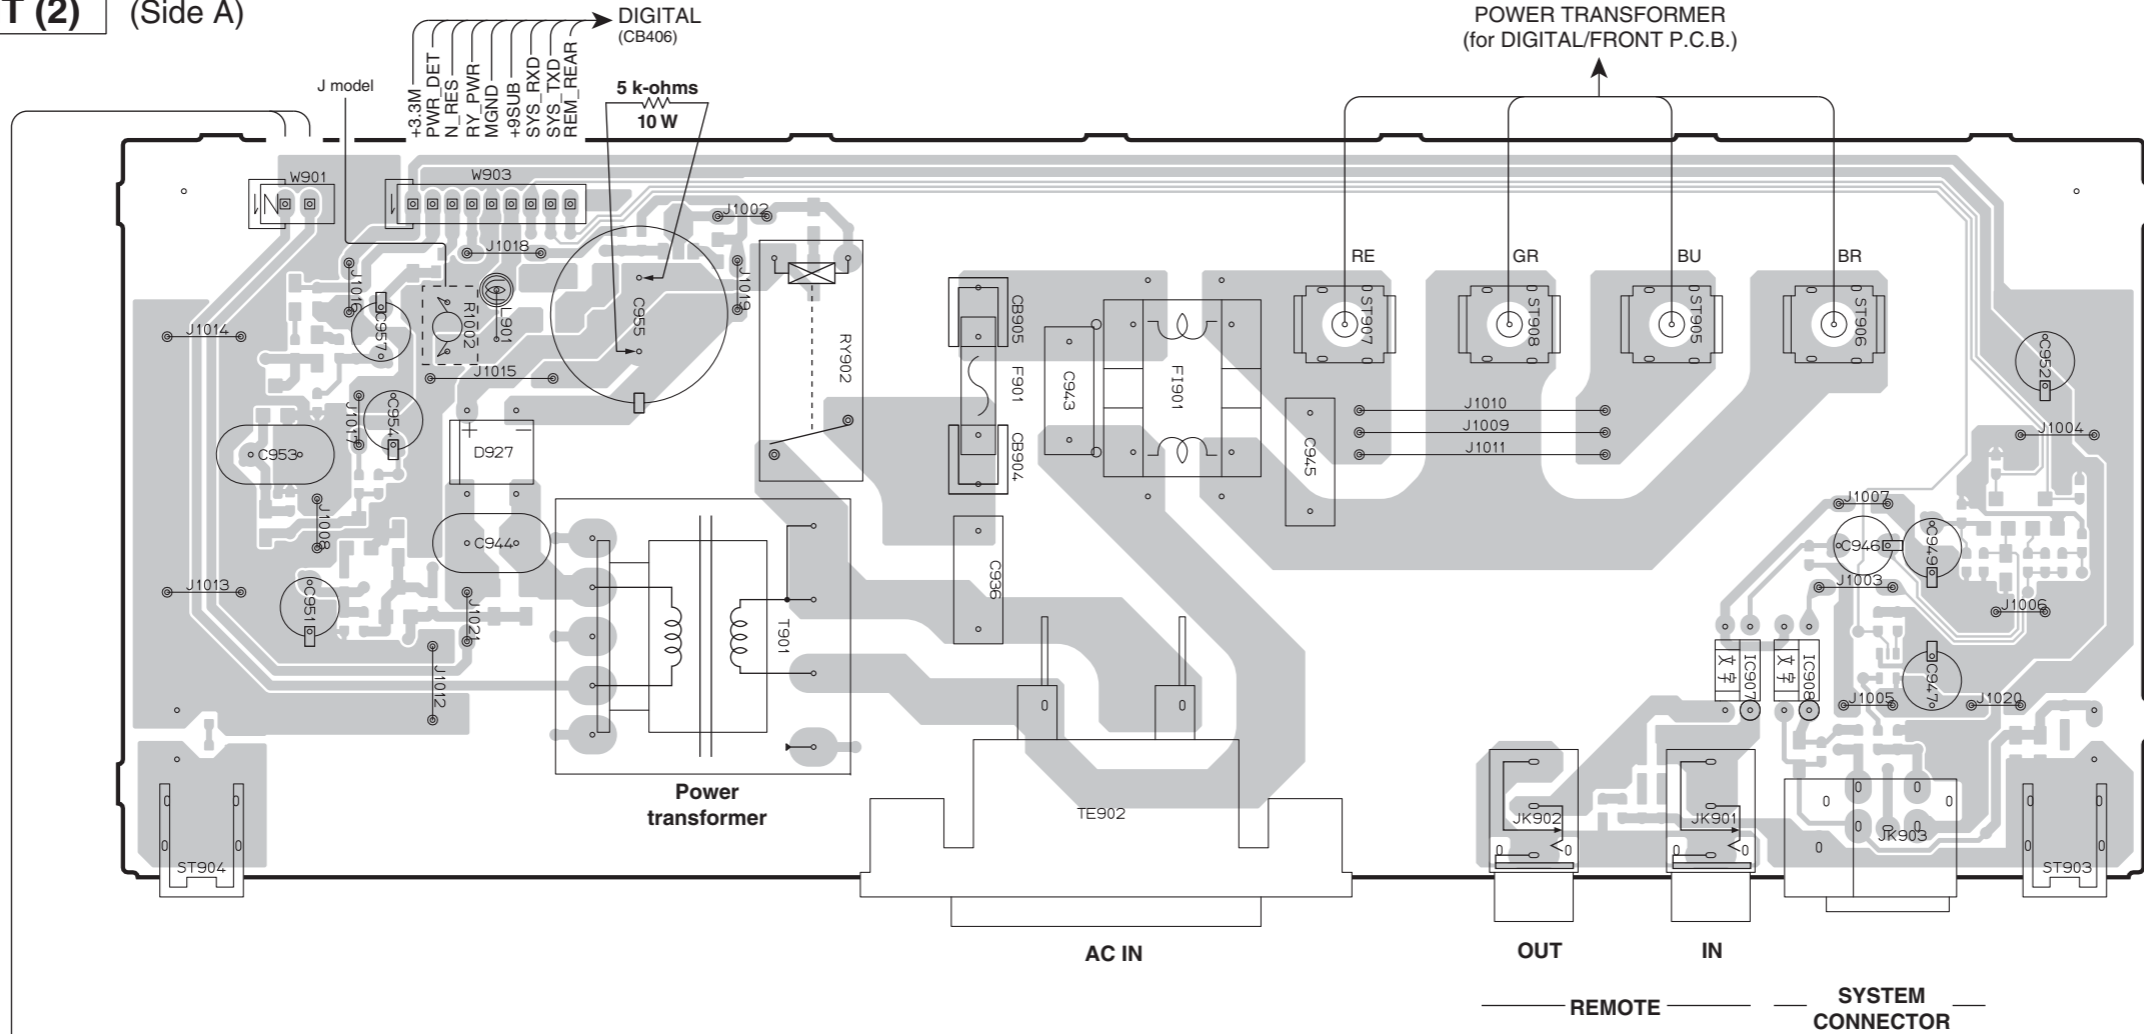 T (2)
(Side A)
DIGITAL
(CB406)
POWER TRANSFORMER
(for DIGITAL/FRONT P.C.B.)
J model
+3.3M
PWR_DET
N_RES
RY_PWR
MGND
+9SUB
SYS_RXD
SYS_TXD
REM_REAR
5 k-ohms
10 W
W901
W903
J1002
J1018
J1016
J1019
RE
GR
BU
BR
C957
R1002
L901
C955
RY902
CB905
F901
C943
FI901
ST907
ST908
ST905
ST906
C952
J1014
J1015
J1017
C954
J1010
J1009
J1011
J1004
C953
D927
+
−
CB904
C945
J1007
J1008
C944
C946
C949
J1013
C951
J1021
C936
J1003
J1006
T901
J1012
文字
IC907
文字
IC908
C947
J1005
J1020
Power
transformer
TE902
JK902
JK901
JK903
ST904
ST903
AC IN
OUT
IN
REMOTE
SYSTEM
CONNECTOR